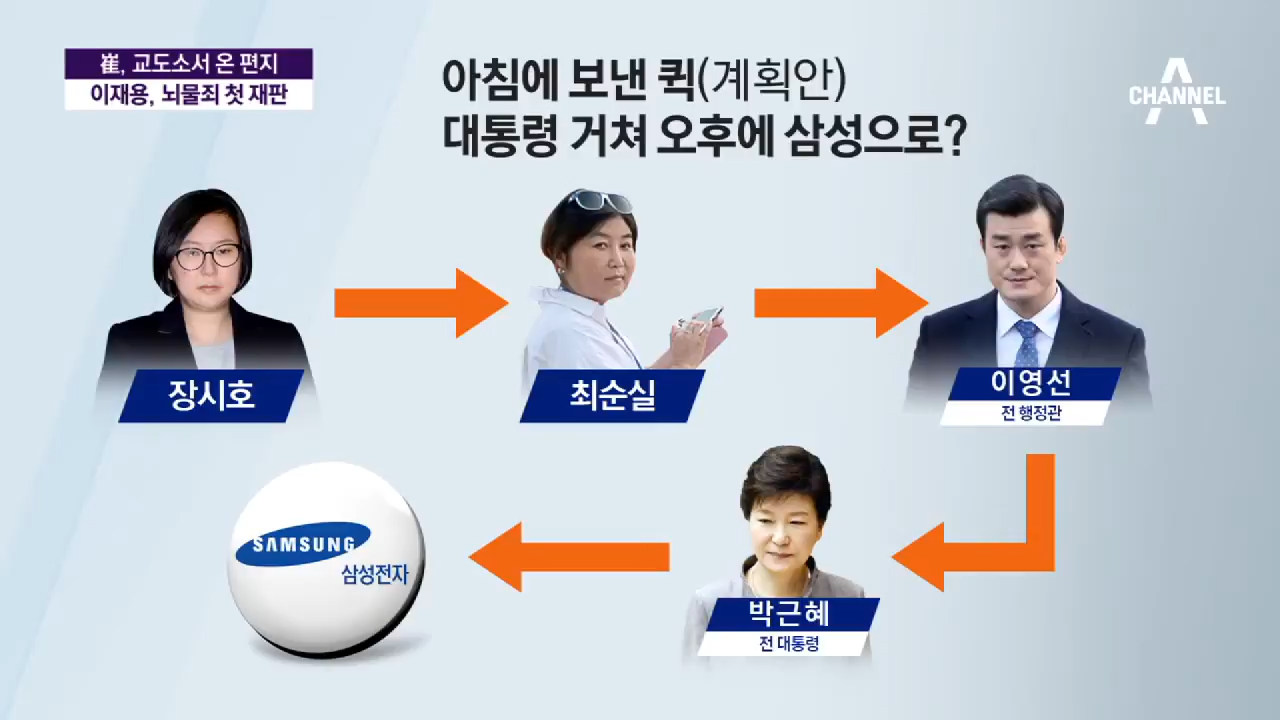 崔, 교도소서 온 편지
이재용, 뇌물죄 첫 재판
아침에 보낸 퀵(계획안)
대통령 거쳐 오후에 삼성으로?
CHANNEL A
장시호
최순실
이영선
전 행정관
SAMSUNG
삼성전자
박근혜
전 대통령